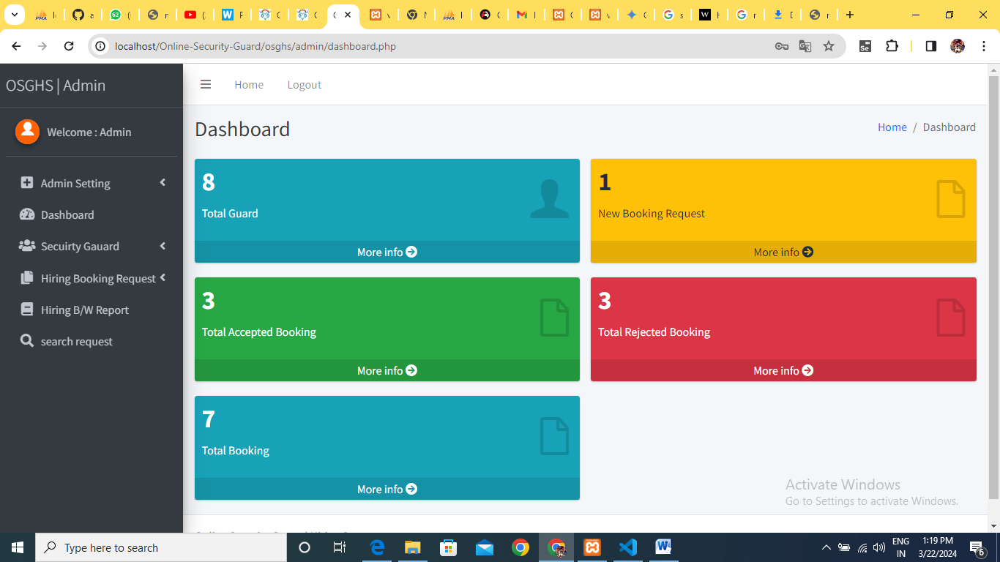 localhost/Online-Security-Guard/osghs/admin/dashboard.php
OSGHS | Admin
Home
Logout
Welcome : Admin
Dashboard
Home / Dashboard
Admin Setting
Dashboard
Secuirty Gauard
Hiring Booking Request
Hiring B/W Report
search request
8
Total Guard
More info
1
New Booking Request
More info
3
Total Accepted Booking
More info
3
Total Rejected Booking
More info
7
Total Booking
More info
Activate Windows
Go to Settings to activate Windows.
Type here to search
ENG
IN
1:19 PM
3/22/2024
6